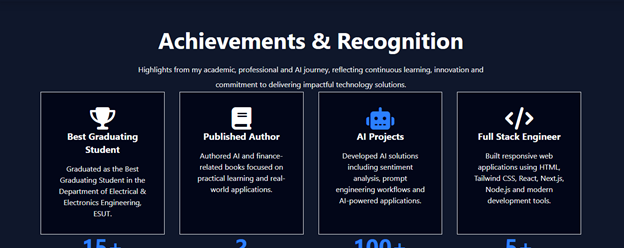 Achievements & Recognition
Highlights from my academic, professional and AI journey, reflecting continuous learning, innovation and
commitment to delivering impactful technology solutions.
Best Graduating
Student
Graduated as the Best
Graduating Student in the
Department of Electrical &
Electronics Engineering,
ESUT.
Published Author
Authored AI and finance-
related books focused on
practical learning and real-
world applications.
AI Projects
Developed AI solutions
including sentiment
analysis, prompt
engineering workflows and
AI-powered applications.
Full Stack Engineer
Built responsive web
applications using HTML,
Tailwind CSS, React, Next.js,
Node.js and modern
development tools.
15+
2
100+
5+